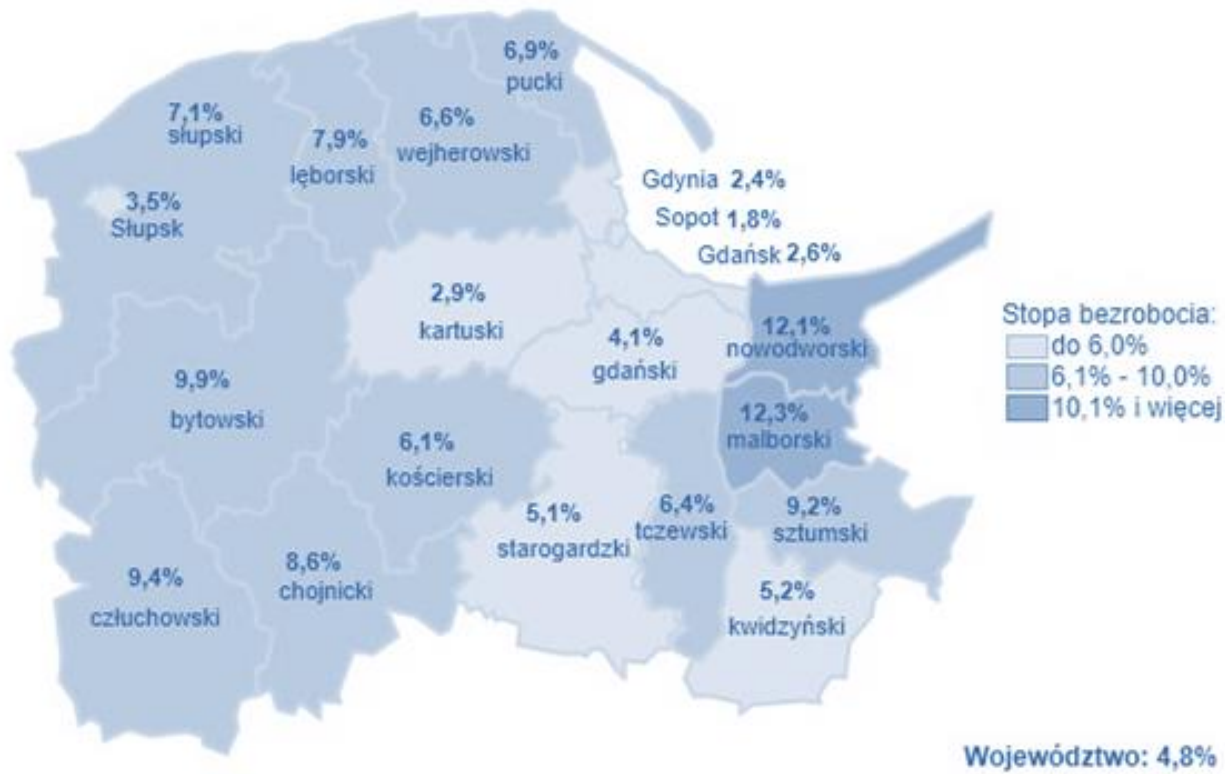 6,9%
pucki
7,1%
słupski
7,9%
lęborski
6,6%
wejherowski
Gdynia 2,4%
Sopot 1,8%
Gdańsk 2,6%
3,5%
Słupsk
2,9%
kartuski
4,1%
gdański
12,1%
nowodworski
Stopa bezrobocia:
do 6,0%
6,1% - 10,0%
10,1% i więcej
9,9%
bytowski
12,3%
malborski
6,1%
kościerski
5,1%
starogardzki
6,4%
tczewski
9,2%
sztumski
9,4%
człuchowski
8,6%
chojnicki
5,2%
kwidzyński
Województwo: 4,8%